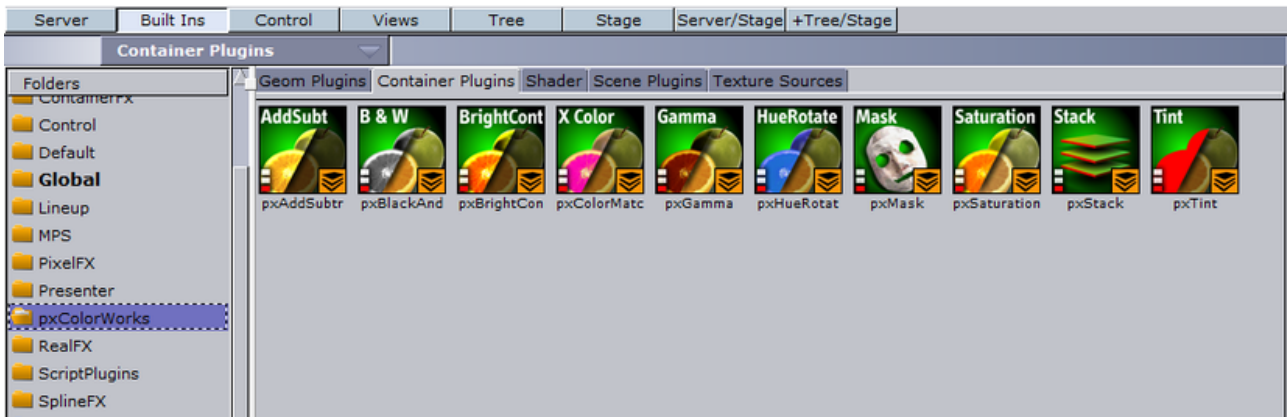 Server Built Ins Control Views Tree Stage Server/Stage +Tree/Stage
Container Plugins
Folders
Geom Plugins Container Plugins Shader Scene Plugins Texture Sources
ContainerFx
Control
Default
Global
Lineup
MPS
PixelFX
Presenter
pxColorWorks
RealFX
ScriptPlugins
SplineFX
AddSubt B & W BrightCont X Color Gamma HueRotate Mask Saturation Stack Tint
pxAddSubtr pxBlackAnd pxBrightCon pxColorMatc pxGamma pxHueRotat pxMask pxSaturation pxStack pxTint